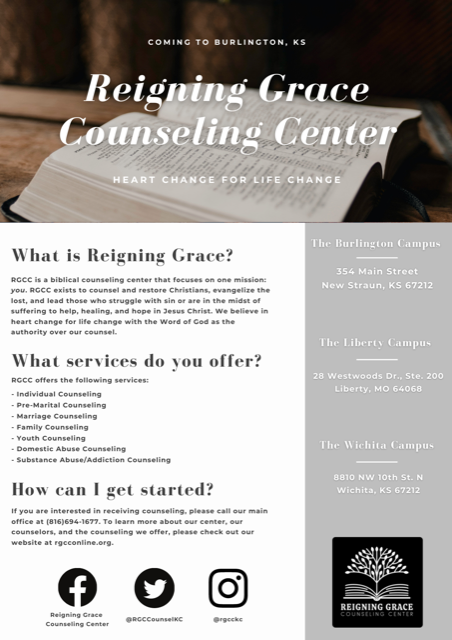 COMING TO BURLINGTON, KS
Reigning Grace
Counseling Center
HEART CHANGE FOR LIFE CHANGE
What is Reigning Grace?
RGCC is a biblical counseling center that focuses on one mission:
you. RGCC exists to counsel and restore Christians, evangelize the
lost, and lead those who struggle with sin or are in the midst of
suffering to help, healing, and hope in Jesus Christ. We believe in
heart change for life change with the Word of God as the
authority over our counsel.
What services do you offer?
RGCC offers the following services:
- Individual Counseling
- Pre-Marital Counseling
- Marriage Counseling
- Family Counseling
- Youth Counseling
- Domestic Abuse Counseling
- Substance Abuse/Addiction Counseling
How can I get started?
If you are interested in receiving counseling, please call our main
office at (816)694-1677. To learn more about our center, our
counselors, and the counseling we offer, please check out our
website at rgcconline.org.
Reigning Grace
Counseling Center
@RGCCounselKC
@rgcckc
The Burlington Campus
354 Main Street
New Straun, KS 67212
The Liberty Campus
28 Westwoods Dr., Ste. 200
Liberty, MO 64068
The Wichita Campus
8810 NW 10th St. N
Wichita, KS 67212
REIGNING GRACE
COUNSELING CENTER